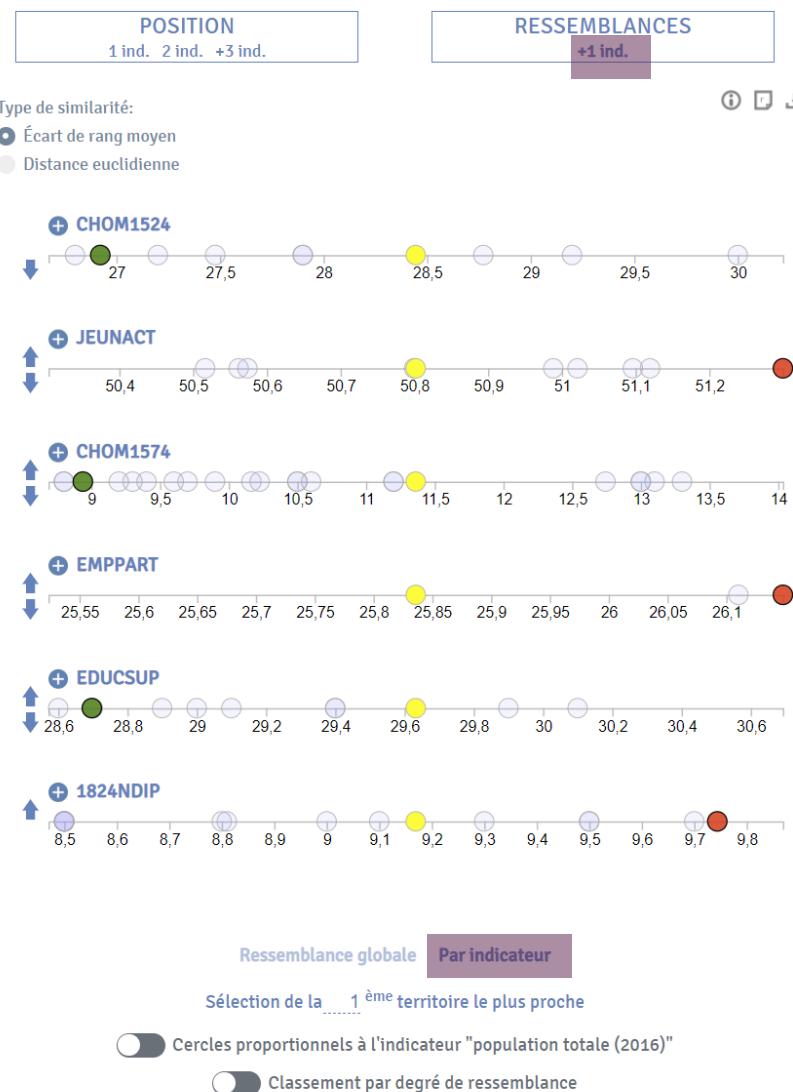 POSITION
1 ind. 2 ind. +3 ind.
RESSEMBLANCES
+1 ind.
Type de similarité:
Écart de rang moyen
Distance euclidienne
CHOM1524
27 27,5 28 28,5 29 29,5 30
JEUNACT
50,4 50,5 50,6 50,7 50,8 50,9 51 51,1 51,2
CHOM1574
9 9,5 10 10,5 11 11,5 12 12,5 13 13,5 14
EMPPART
25,55 25,6 25,65 25,7 25,75 25,8 25,85 25,9 25,95 26 26,05 26,1
EDUCSUP
28,6 28,8 29 29,2 29,4 29,6 29,8 30 30,2 30,4 30,6
1824NDIP
8,5 8,6 8,7 8,8 8,9 9 9,1 9,2 9,3 9,4 9,5 9,6 9,7 9,8
Ressemblance globale Par indicateur
Sélection de la 1 ème territoire le plus proche
Cercles proportionnels à l'indicateur "population totale (2016)"
Classement par degré de ressemblance